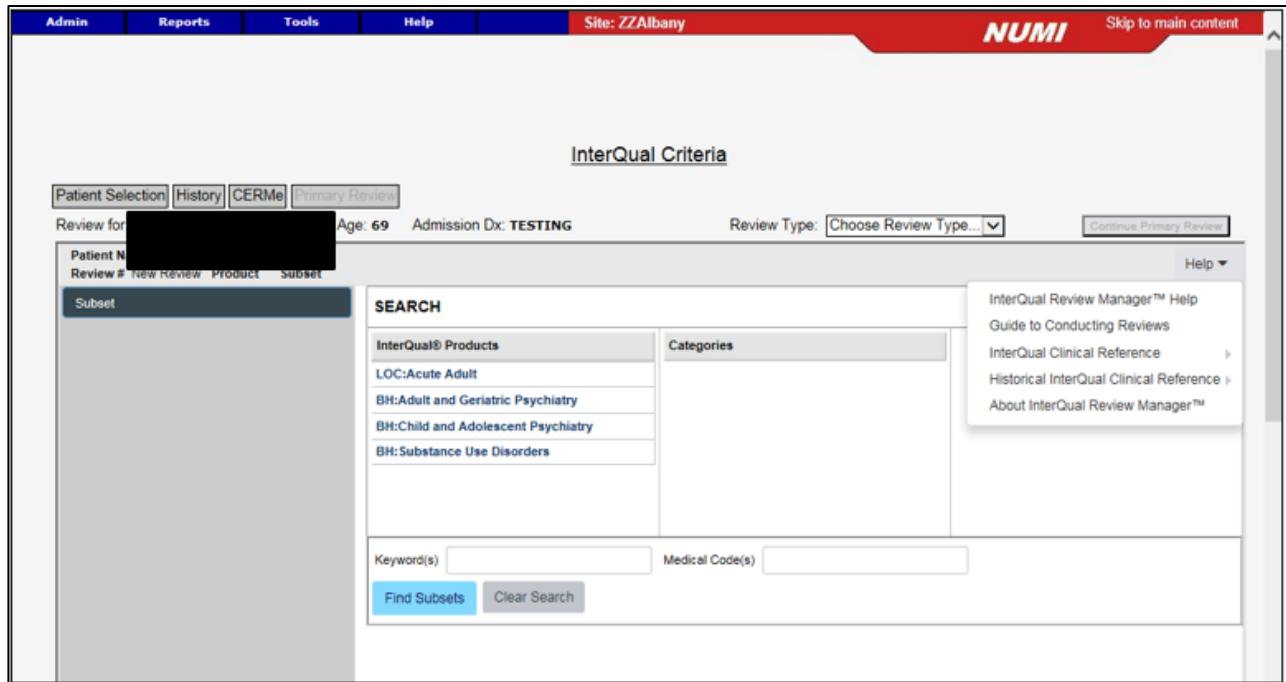 Admin Reports Tools Help Site: ZZAlbany NUMI Skip to main content
InterQual Criteria
Patient Selection History CERMe Primary Review
Review for Age: 69 Admission Dx: TESTING Review Type: Choose Review Type... Continue Primary Review
Patient
Review # New Review Product Subset Help
Subset
SEARCH
InterQual® Products Categories
LOC:Acute Adult
BH:Adult and Geriatric Psychiatry
BH:Child and Adolescent Psychiatry
BH:Substance Use Disorders
InterQual Review Manager™ Help
Guide to Conducting Reviews
InterQual Clinical Reference
Historical InterQual Clinical Reference
About InterQual Review Manager™
Keyword(s) Medical Code(s)
Find Subsets Clear Search